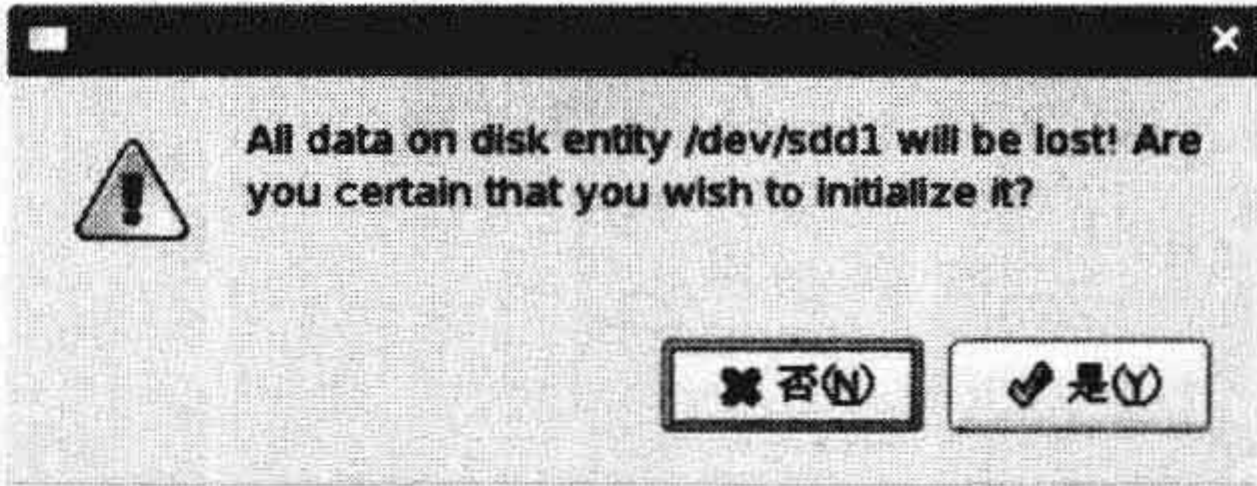 All data on disk entity /dev/sdd1 will be lost! Are
you certain that you wish to initialize it?
否(N) 是(Y)